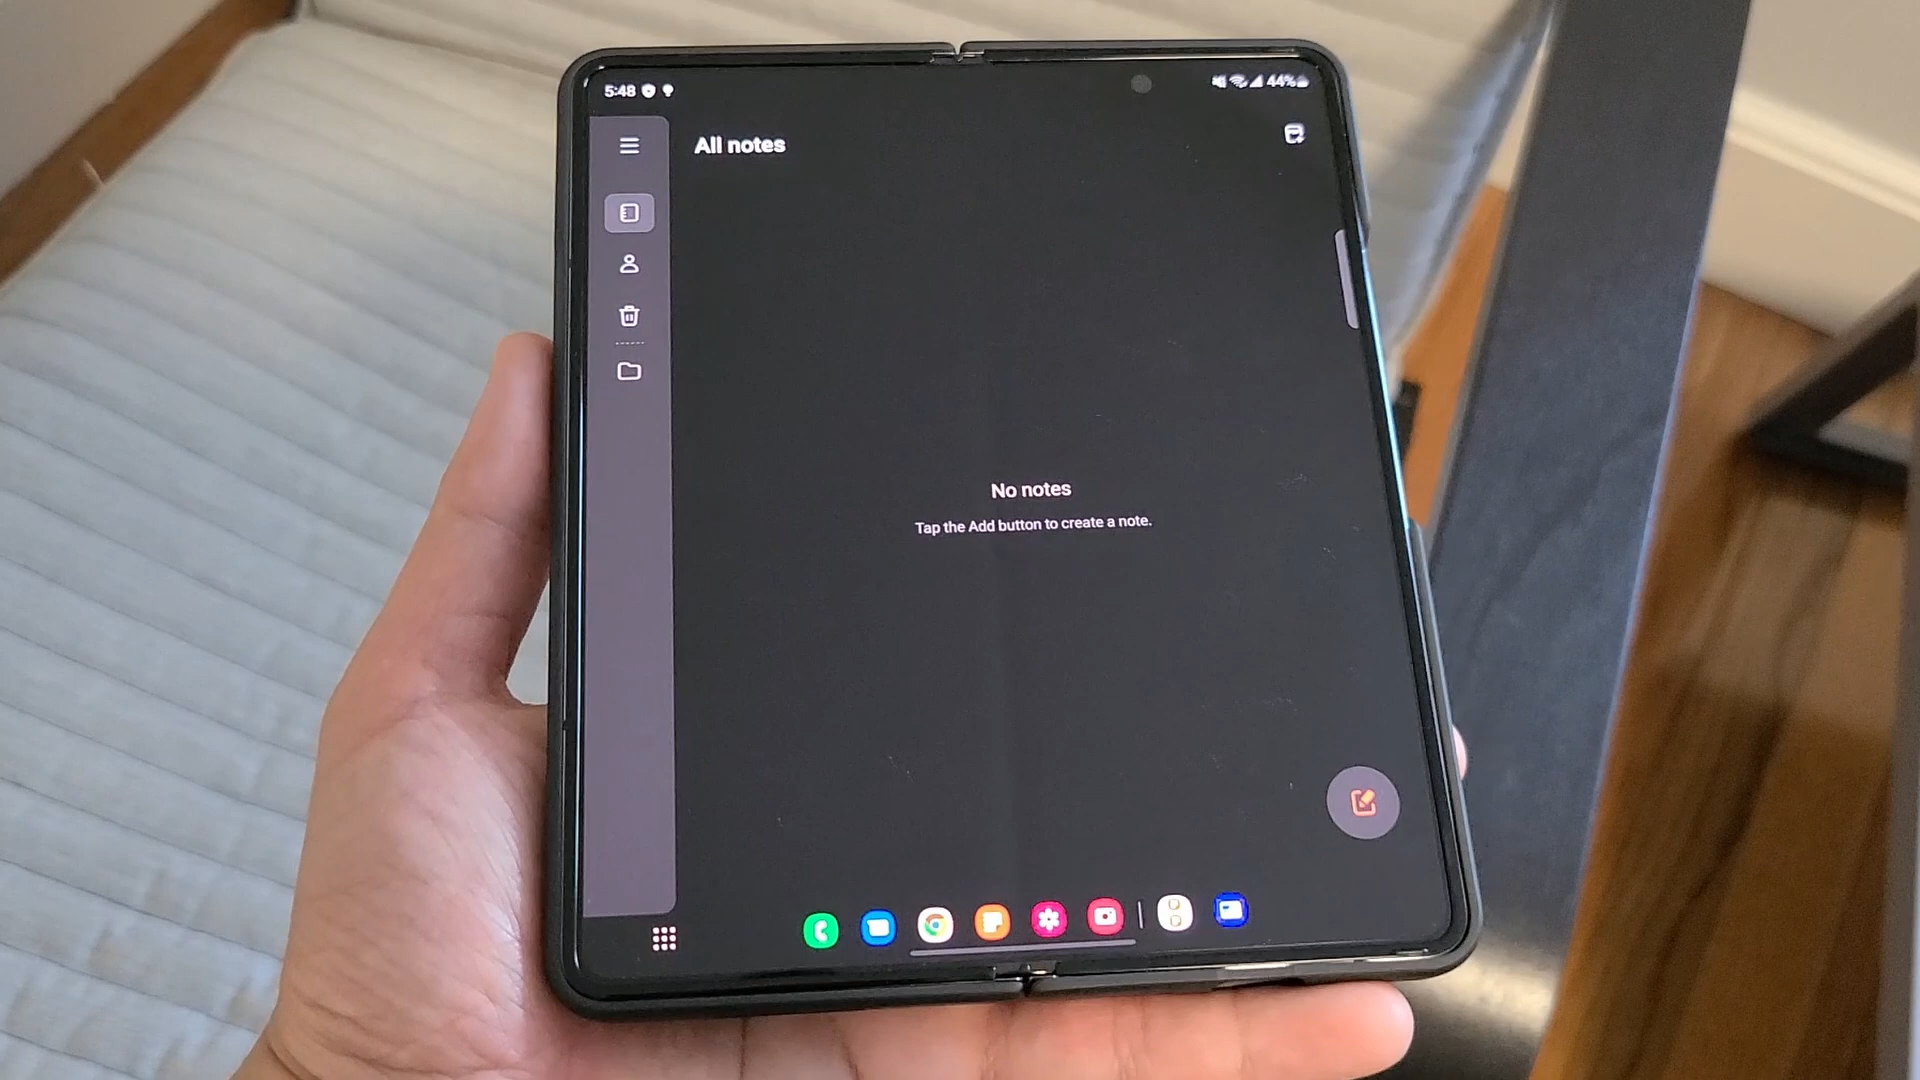 5:48
44%
All notes
No notes
Tap the Add button to create a note.